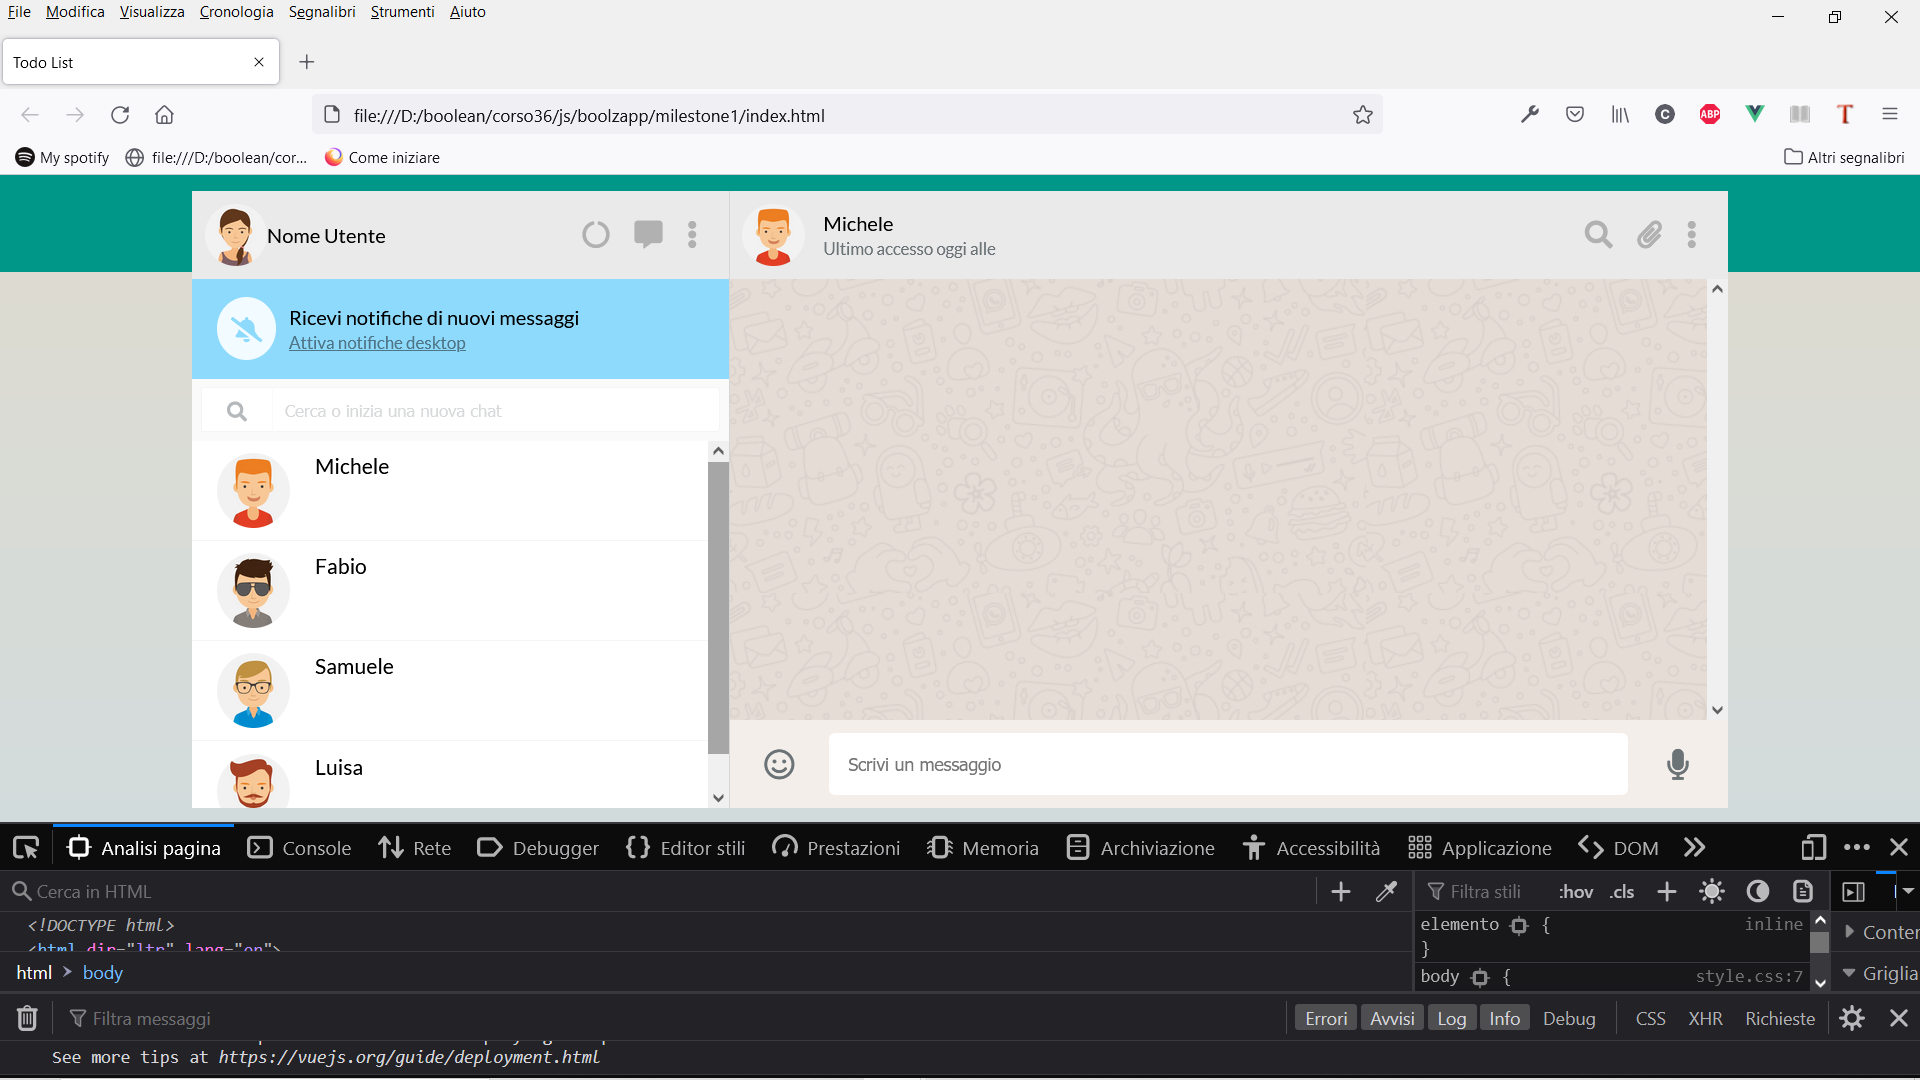 File Modifica Visualizza Cronologia Segnalibri Strumenti Aiuto
Todo List
file:///D:/boolean/corso36/js/boolzapp/milestone1/index.html
C ABP T
My spotify file:///D:/boolean/cor... Come iniziare Altri segnalibri
Nome Utente
Michele
Ultimo accesso oggi alle
Ricevi notifiche di nuovi messaggi
Attiva notifiche desktop
Cerca o inizia una nuova chat
Michele
Fabio
Samuele
Luisa
Scrivi un messaggio
Analisi pagina Console Rete Debugger Editor stili Prestazioni Memoria Archiviazione Accessibilità Applicazione DOM
Cerca in HTML
Filtra stili :hov .cls
<!DOCTYPE html>
<html dir="ltr" lang="en">
html > body
elemento { inline
}
body { style.css:7
Conter
Griglia
Filtra messaggi
Errori Avvisi Log Info Debug CSS XHR Richieste
See more tips at https://vuejs.org/guide/deployment.html